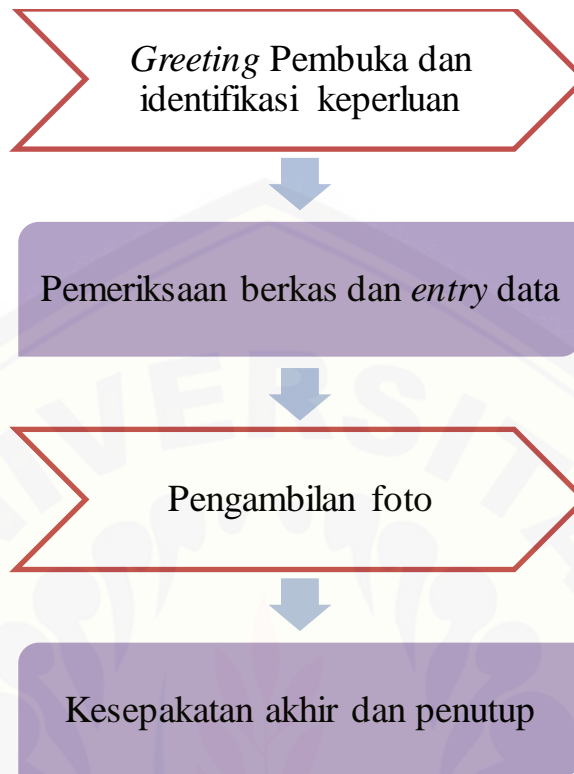 Greeting Pembuka dan
identifikasi keperluan
Pemeriksaan berkas dan entry data
Pengambilan foto
Kesepakatan akhir dan penutup